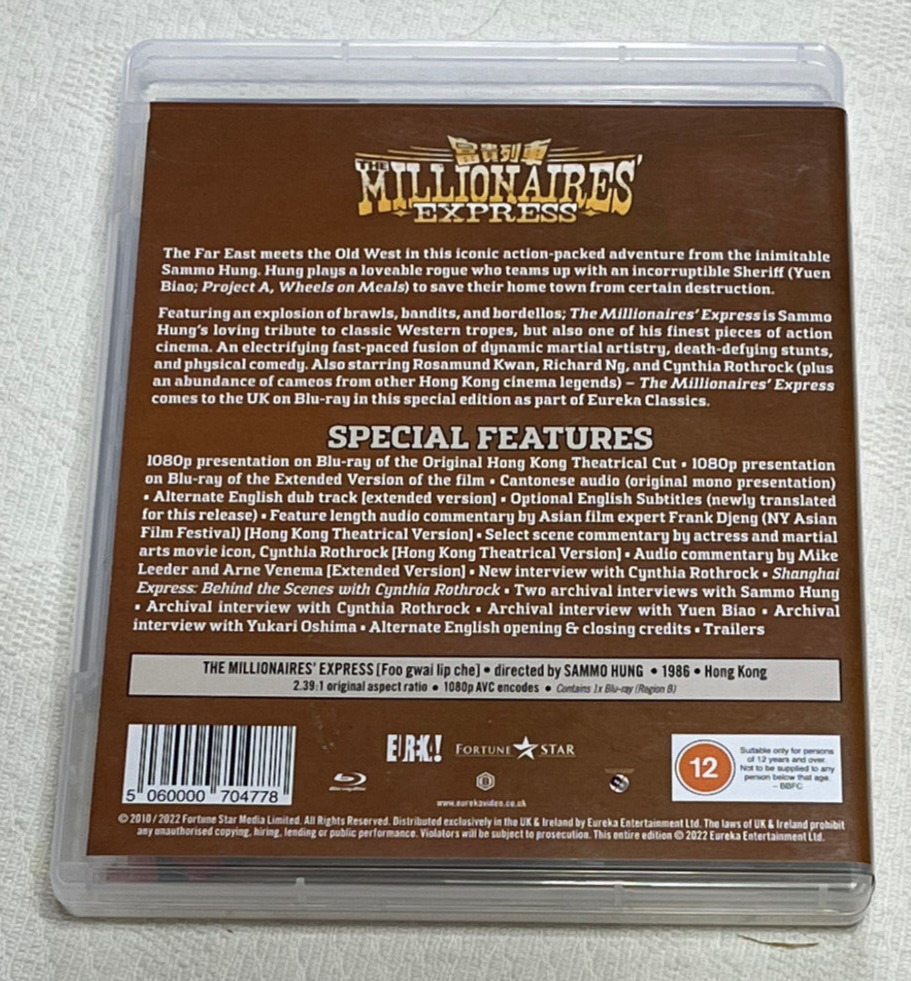 富貴列車
THE
MILLIONAIRES'
EXPRESS
The Far East meets the Old West in this iconic action-packed adventure from the inimitable
Sammo Hung. Hung plays a loveable rogue who teams up with an incorruptible Sheriff (Yuen
Biao; Project A, Wheels on Meals) to save their home town from certain destruction.
Featuring an explosion of brawls, bandits, and bordellos; The Millionaires' Express is Sammo
Hung's loving tribute to classic Western tropes, but also one of his finest pieces of action
cinema. An electrifying fast-paced fusion of dynamic martial artistry, death-defying stunts,
and physical comedy. Also starring Rosamund Kwan, Richard Ng, and Cynthia Rothrock (plus
an abundance of cameos from other Hong Kong cinema legends) – The Millionaires' Express
comes to the UK on Blu-ray in this special edition as part of Eureka Classics.
SPECIAL FEATURES
1080p presentation on Blu-ray of the Original Hong Kong Theatrical Cut • 1080p presentation
on Blu-ray of the Extended Version of the film • Cantonese audio (original mono presentation)
• Alternate English dub track [extended version] • Optional English Subtitles (newly translated
for this release) • Feature length audio commentary by Asian film expert Frank Djeng (NY Asian
Film Festival) [Hong Kong Theatrical Version] • Select scene commentary by actress and martial
arts movie icon, Cynthia Rothrock [Hong Kong Theatrical Version] • Audio commentary by Mike
Leeder and Arne Venema [Extended Version] • New interview with Cynthia Rothrock • Shanghai
Express: Behind the Scenes with Cynthia Rothrock • Two archival interviews with Sammo Hung
• Archival interview with Cynthia Rothrock • Archival interview with Yuen Biao • Archival
interview with Yukari Oshima • Alternate English opening & closing credits • Trailers
THE MILLIONAIRES' EXPRESS [Foo gwai lip che] • directed by SAMMO HUNG • 1986 • Hong Kong
2.39:1 original aspect ratio • 1080p AVC encodes • Contains 1x Blu-ray (Region B)
EUREKA! FORTUNE STAR
12
Suitable only for persons
of 12 years and over.
Not to be supplied to any
person below that age.
– BBFC
B
5 060000 704778
www.eurekavideo.co.uk
© 2010/2022 Fortune Star Media Limited. All Rights Reserved. Distributed exclusively in the UK & Ireland by Eureka Entertainment Ltd. The laws of UK & Ireland prohibit
any unauthorised copying, hiring, lending or public performance. Violators will be subject to prosecution. This entire edition © 2022 Eureka Entertainment Ltd.